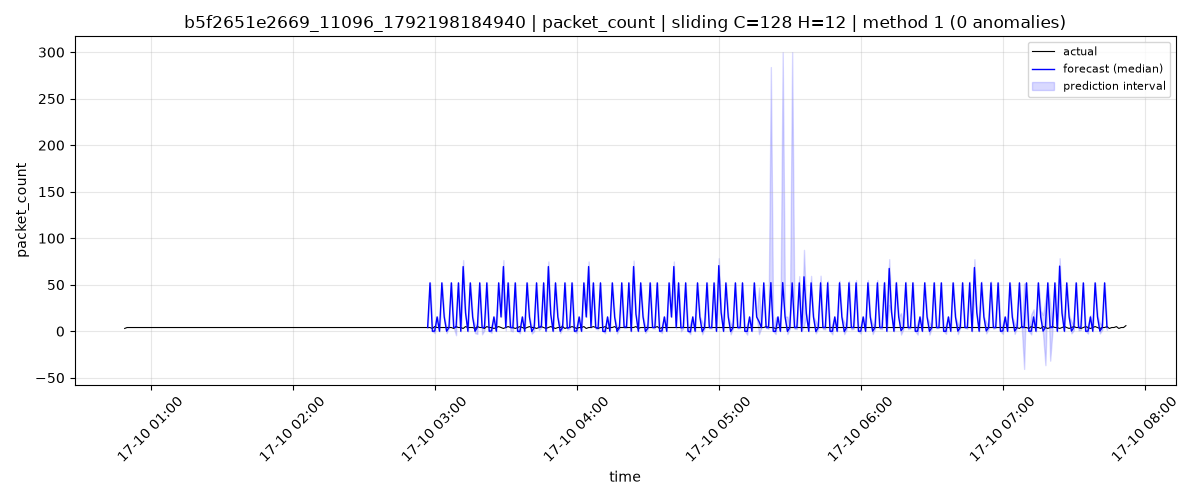 b5f2651e2669_11096_1792198184940 | packet_count | sliding C=128 H=12 | method 1 (0 anomalies)
actual
forecast (median)
prediction interval
packet_count
300
250
200
150
100
50
0
−50
17-10 01:00
17-10 02:00
17-10 03:00
17-10 04:00
17-10 05:00
17-10 06:00
17-10 07:00
17-10 08:00
time